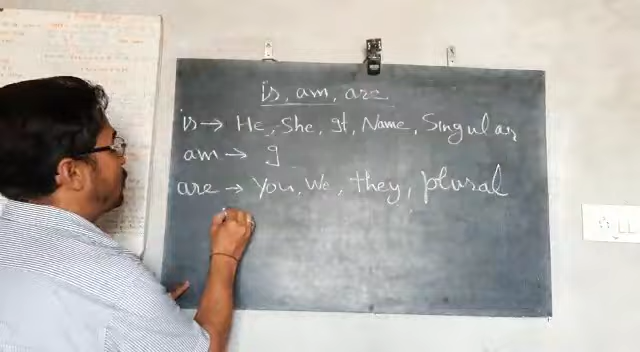 is, am, are
is → He, She, It, Name, Singular
am → I
are → You, We, they, plural